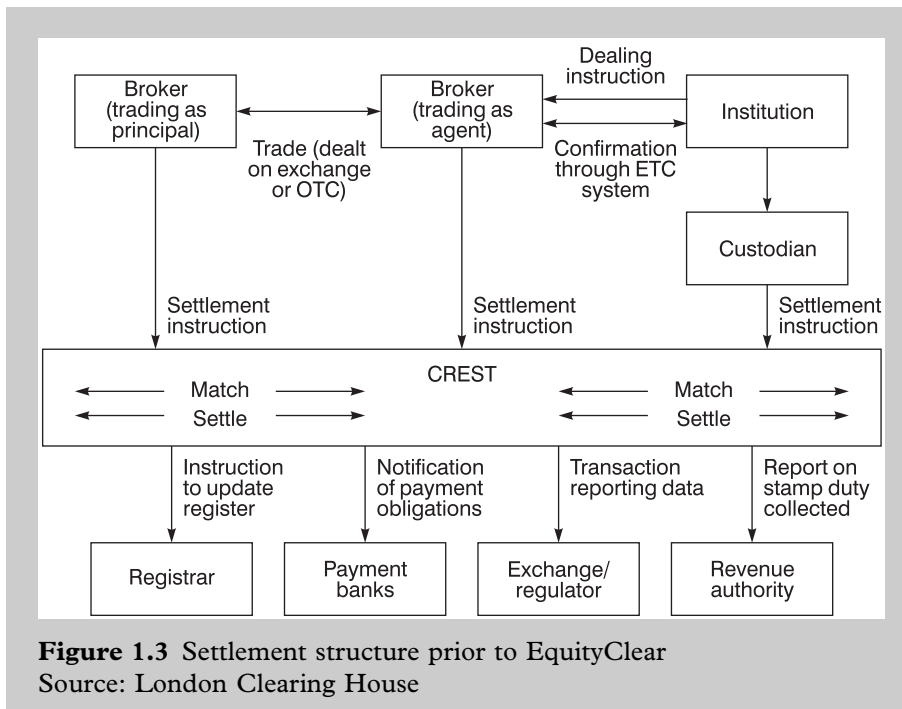 Broker
(trading as
principal)
Trade (dealt
on exchange
or OTC)
Broker
(trading as
agent)
Dealing
instruction
Confirmation
through ETC
system
Institution
Custodian
Settlement
instruction
Settlement
instruction
Settlement
instruction
CREST
Match
Settle
Match
Settle
Instruction
to update
register
Notification
of payment
obligations
Transaction
reporting data
Report on
stamp duty
collected
Registrar
Payment
banks
Exchange/
regulator
Revenue
authority
Figure 1.3 Settlement structure prior to EquityClear
Source: London Clearing House